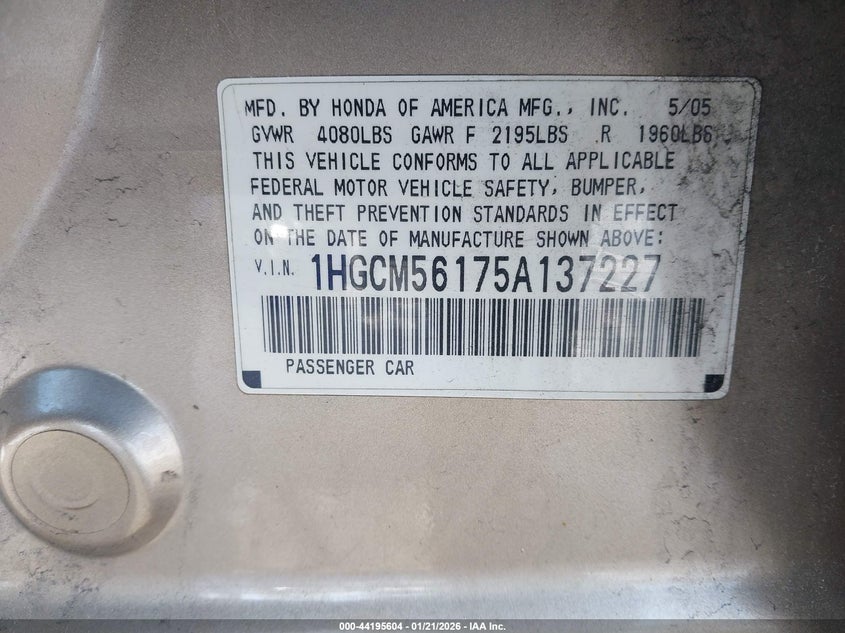 MFD. BY HONDA OF AMERICA MFG., INC. 5/05
GVWR 4080LBS GAWR F 2195LBS R 1960LBS
THIS VEHICLE CONFORMS TO ALL APPLICABLE
FEDERAL MOTOR VEHICLE SAFETY, BUMPER,
AND THEFT PREVENTION STANDARDS IN EFFECT
ON THE DATE OF MANUFACTURE SHOWN ABOVE:
V.I.N. 1HGCM56175A137227
PASSENGER CAR
000-44195604 - 01/21/2026 - IAA Inc.